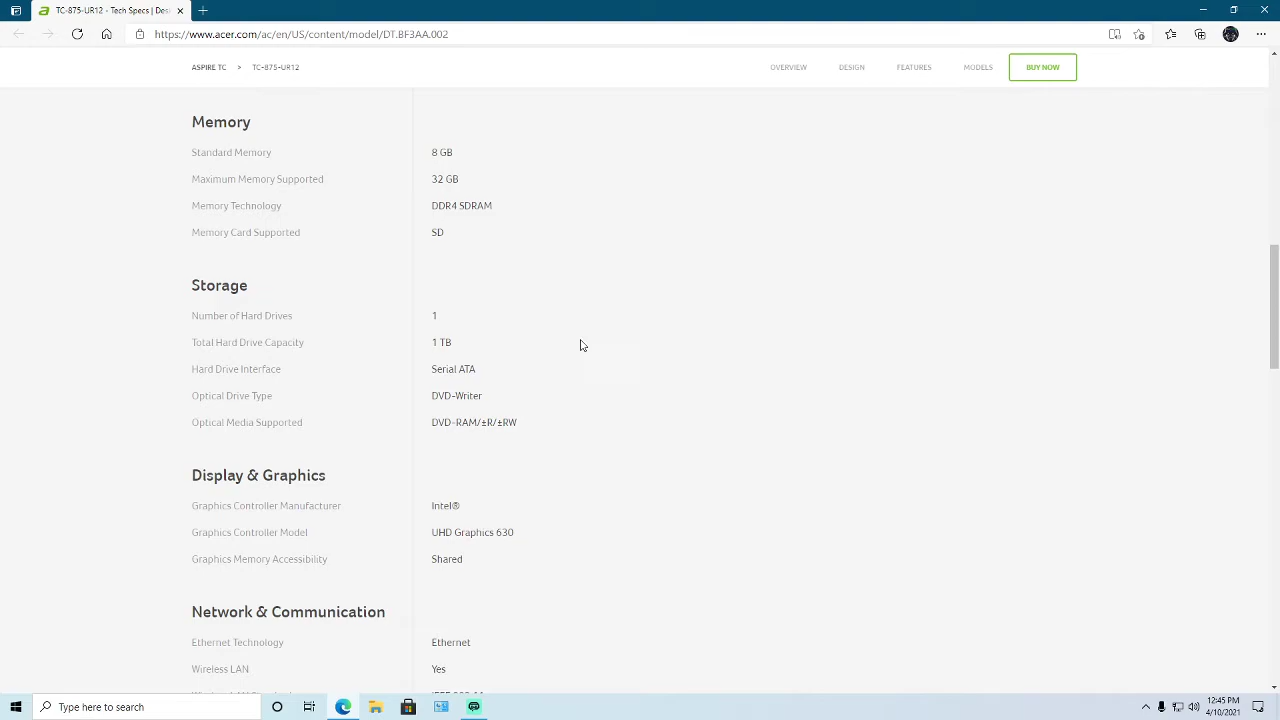 TC-875-UR12 - Tech Specs | Des
https://www.acer.com/ac/en/US/content/model/DT.BF3AA.002
ASPIRE TC > TC-875-UR12 OVERVIEW DESIGN FEATURES MODELS BUY NOW
Memory
Standard Memory 8 GB
Maximum Memory Supported 32 GB
Memory Technology DDR4 SDRAM
Memory Card Supported SD
Storage
Number of Hard Drives 1
Total Hard Drive Capacity 1 TB
Hard Drive Interface Serial ATA
Optical Drive Type DVD-Writer
Optical Media Supported DVD-RAM/±R/±RW
Display & Graphics
Graphics Controller Manufacturer Intel®
Graphics Controller Model UHD Graphics 630
Graphics Memory Accessibility Shared
Network & Communication
Ethernet Technology Ethernet
Wireless LAN Yes
Type here to search 12:45 PM
4/10/2021